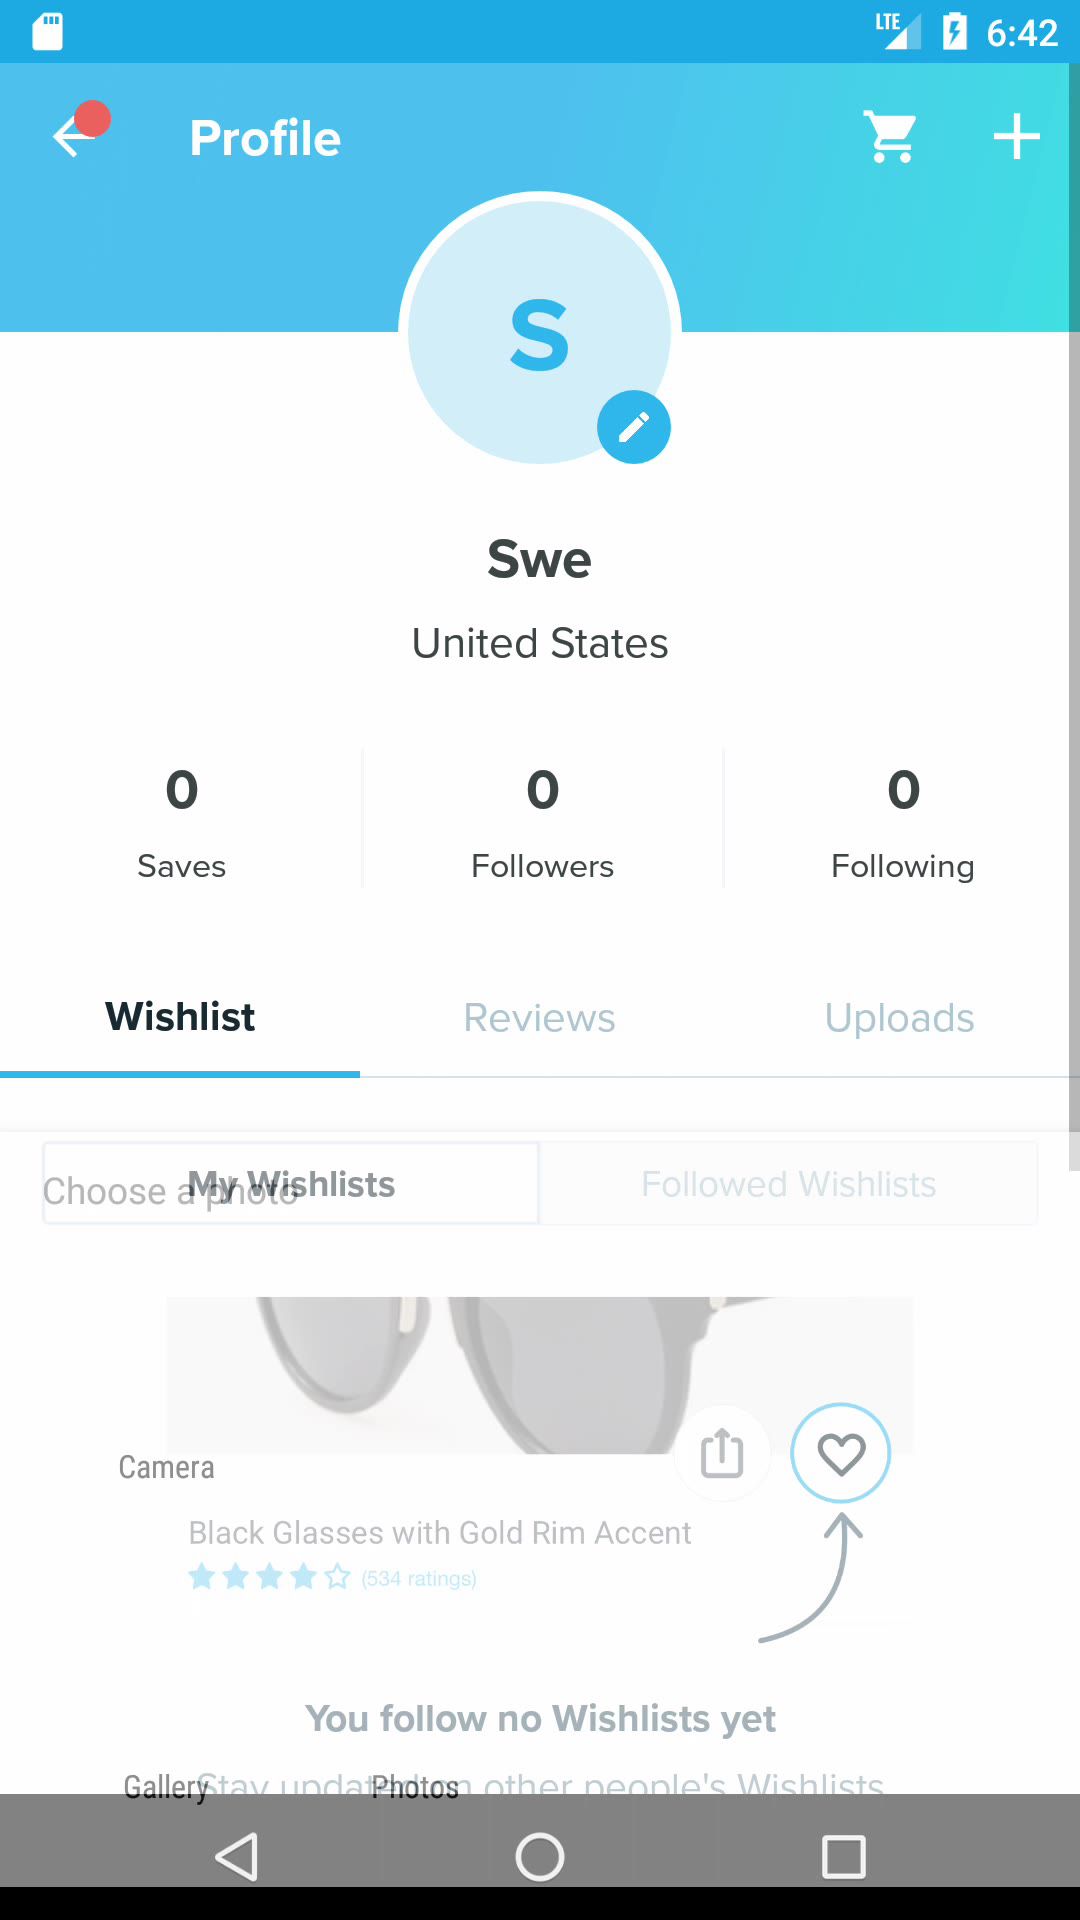 LTE 6:42
Profile
S
Swe
United States
0 0 0
Saves Followers Following
Wishlist Reviews Uploads
My Wishlists Followed Wishlists
Choose a photo
Camera
Black Glasses with Gold Rim Accent
(534 ratings)
You follow no Wishlists yet
Stay updated on other people's Wishlists
Gallery Photos